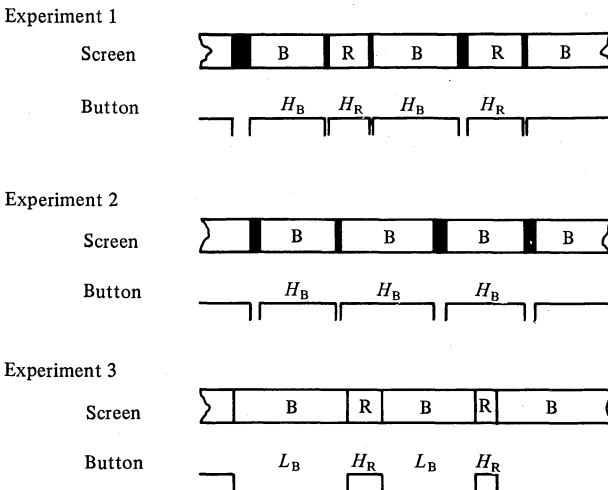 Experiment 1
Screen B R B R B
Button H_B H_R H_B H_R
Experiment 2
Screen B B B B
Button H_B H_B H_B
Experiment 3
Screen B R B R B
Button L_B H_R L_B H_R